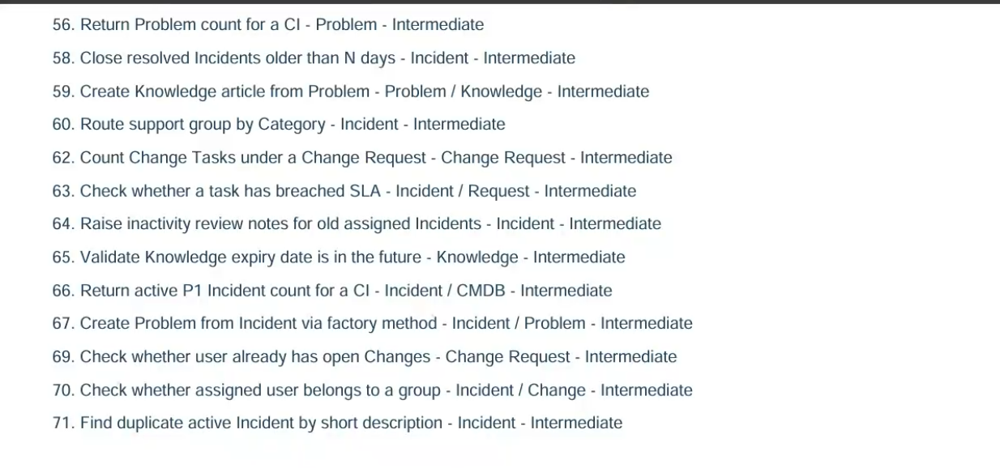 56. Return Problem count for a CI - Problem - Intermediate
58. Close resolved Incidents older than N days - Incident - Intermediate
59. Create Knowledge article from Problem - Problem / Knowledge - Intermediate
60. Route support group by Category - Incident - Intermediate
62. Count Change Tasks under a Change Request - Change Request - Intermediate
63. Check whether a task has breached SLA - Incident / Request - Intermediate
64. Raise inactivity review notes for old assigned Incidents - Incident - Intermediate
65. Validate Knowledge expiry date is in the future - Knowledge - Intermediate
66. Return active P1 Incident count for a CI - Incident / CMDB - Intermediate
67. Create Problem from Incident via factory method - Incident / Problem - Intermediate
69. Check whether user already has open Changes - Change Request - Intermediate
70. Check whether assigned user belongs to a group - Incident / Change - Intermediate
71. Find duplicate active Incident by short description - Incident - Intermediate